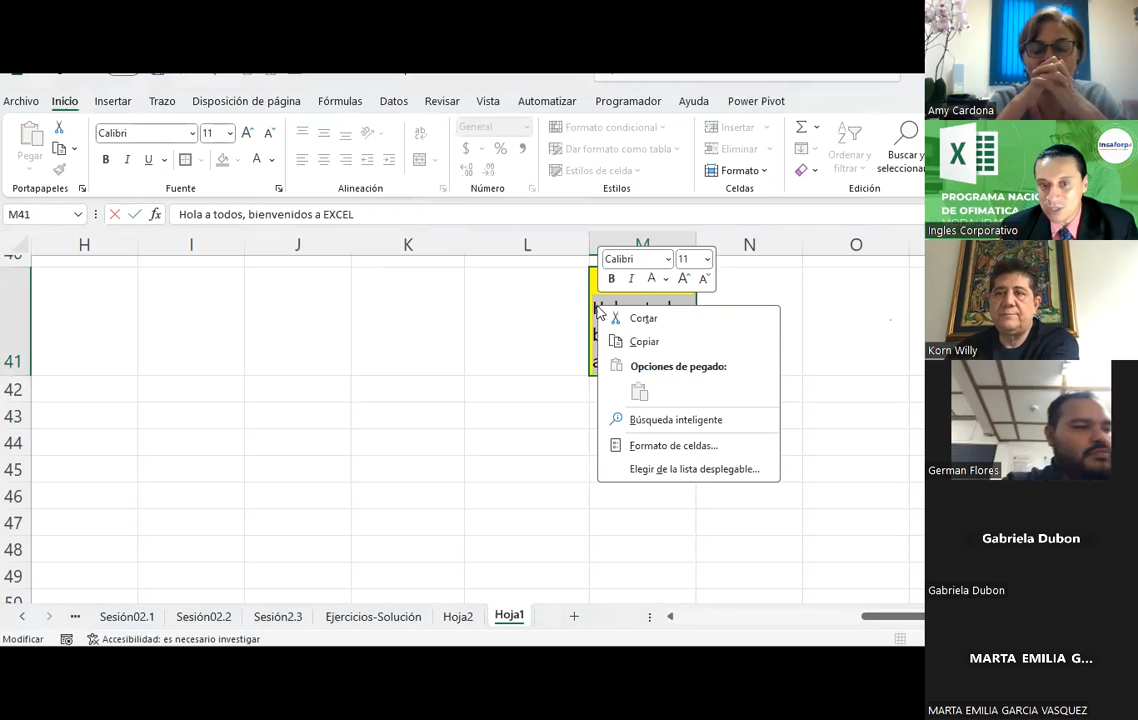 Archivo Inicio Insertar Trazo Disposición de página Fórmulas Datos Revisar Vista Automatizar Programador Ayuda Power Pivot
Pegar
Calibri 11
General
Formato condicional
Dar formato como tabla
Estilos de celda
Insertar
Eliminar
Formato
Ordenar y
filtrar
Buscar y
seleccionar
Portapapeles Fuente Alineación Número Estilos Celdas Edición
M41 fx Hola a todos, bienvenidos a EXCEL
H I J K L M N O
Calibri 11
Cortar
Copiar
Opciones de pegado:
Búsqueda inteligente
Formato de celdas...
Elegir de la lista desplegable...
41
42
43
44
45
46
47
48
49
50
... Sesión02.1 Sesión02.2 Sesión2.3 Ejercicios-Solución Hoja2 Hoja1
Modificar Accesibilidad: es necesario investigar
Amy Cardona
X
Insaforp
PROGRAMA
DE OFIMATICA
Ingles Corporativo
Korn Willy
German Flores
Gabriela Dubon
Gabriela Dubon
MARTA EMILIA G...
MARTA EMILIA GARCIA VASQUEZ